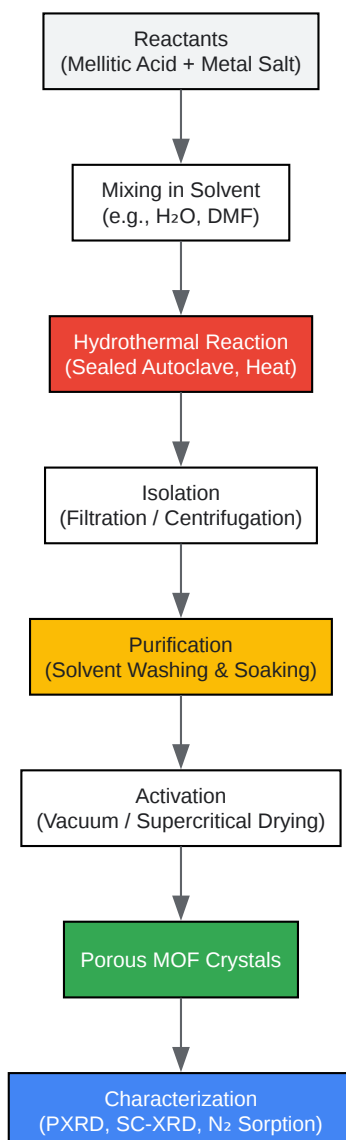 Reactants
(Mellitic Acid + Metal Salt)
Mixing in Solvent
(e.g., H₂O, DMF)
Hydrothermal Reaction
(Sealed Autoclave, Heat)
Isolation
(Filtration / Centrifugation)
Purification
(Solvent Washing & Soaking)
Activation
(Vacuum / Supercritical Drying)
Porous MOF Crystals
Characterization
(PXRD, SC-XRD, N₂ Sorption)